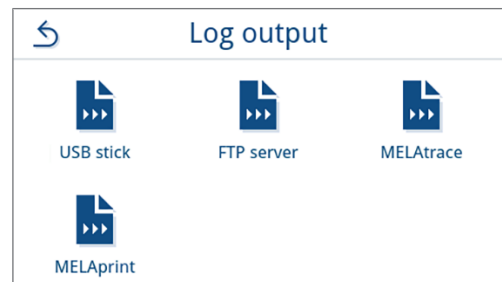 Log output
USB stick
FTP server
MELAtrace
MELAprint